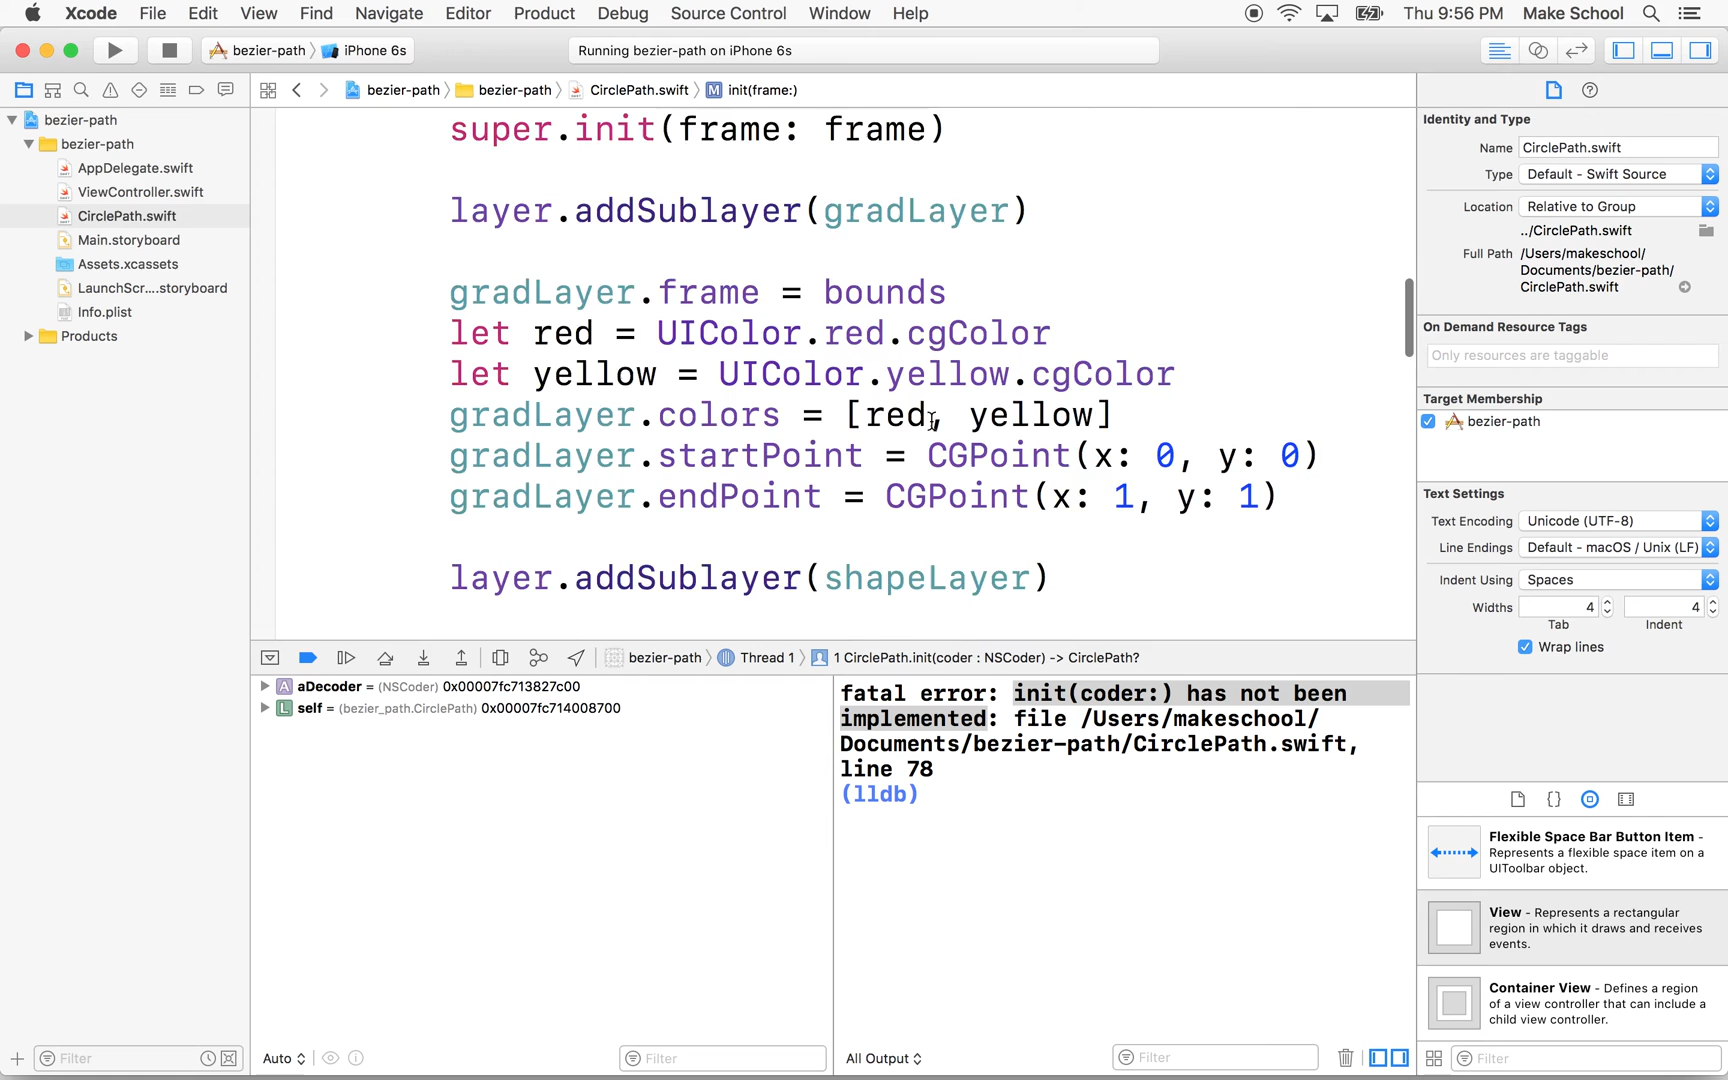 Xcode File Edit View Find Navigate Editor Product Debug Source Control Window Help Thu 9:56 PM Make School
bezier-path iPhone 6s Running bezier-path on iPhone 6s
bezier-path bezier-path CirclePath.swift M init(frame:)
bezier-path
bezier-path
AppDelegate.swift
ViewController.swift
CirclePath.swift
Main.storyboard
Assets.xcassets
LaunchScr....storyboard
Info.plist
Products
super.init(frame: frame)
layer.addSublayer(gradLayer)
gradLayer.frame = bounds
let red = UIColor.red.cgColor
let yellow = UIColor.yellow.cgColor
gradLayer.colors = [red, yellow]
gradLayer.startPoint = CGPoint(x: 0, y: 0)
gradLayer.endPoint = CGPoint(x: 1, y: 1)
layer.addSublayer(shapeLayer)
bezier-path Thread 1 1 CirclePath.init(coder : NSCoder) -> CirclePath?
A aDecoder = (NSCoder) 0x00007fc713827c00
L self = (bezier_path.CirclePath) 0x00007fc714008700
fatal error: init(coder:) has not been
implemented: file /Users/makeschool/
Documents/bezier-path/CirclePath.swift,
line 78
(lldb)
Identity and Type
Name CirclePath.swift
Type Default - Swift Source
Location Relative to Group
../CirclePath.swift
Full Path /Users/makeschool/
Documents/bezier-path/
CirclePath.swift
On Demand Resource Tags
Only resources are taggable
Target Membership
bezier-path
Text Settings
Text Encoding Unicode (UTF-8)
Line Endings Default - macOS / Unix (LF)
Indent Using Spaces
Widths 4 4
Tab Indent
Wrap lines
Flexible Space Bar Button Item -
Represents a flexible space item on a
UIToolbar object.
View - Represents a rectangular
region in which it draws and receives
events.
Container View - Defines a region
of a view controller that can include a
child view controller.
Filter Auto Filter All Output Filter Filter